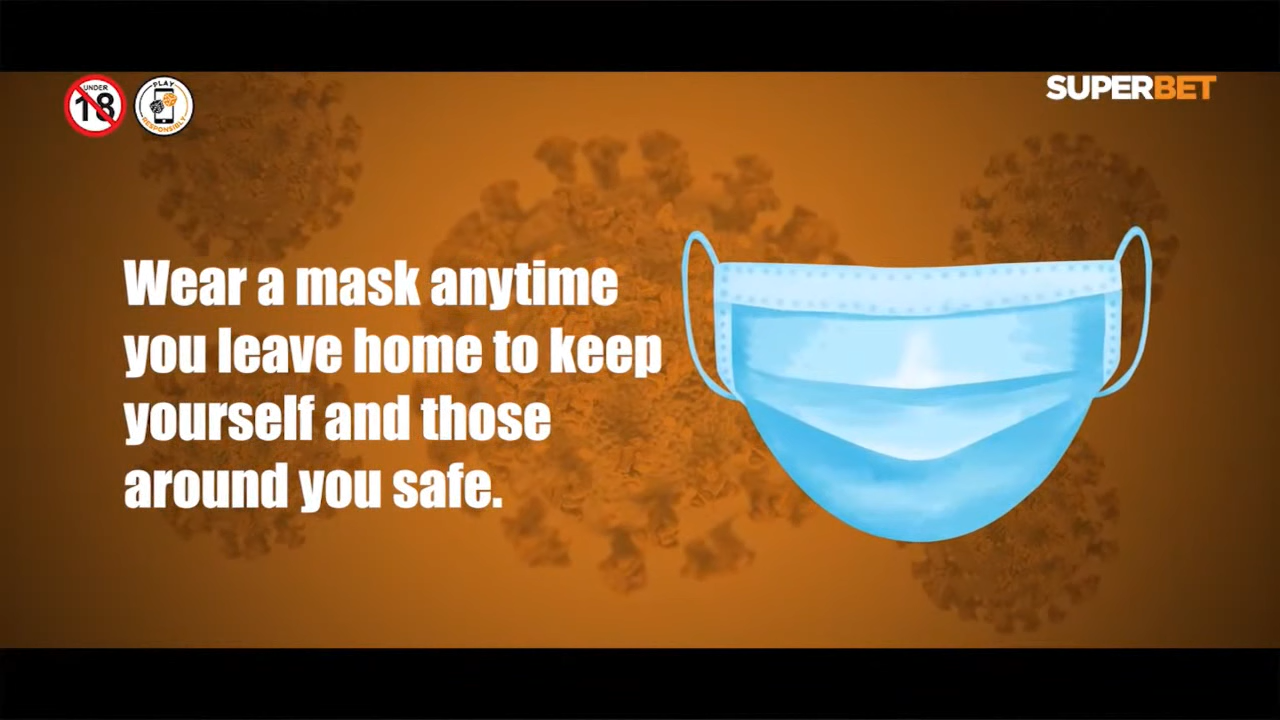 UNDER
18
PLAY
RESPONSIBLY
SUPERBET
Wear a mask anytime
you leave home to keep
yourself and those
around you safe.